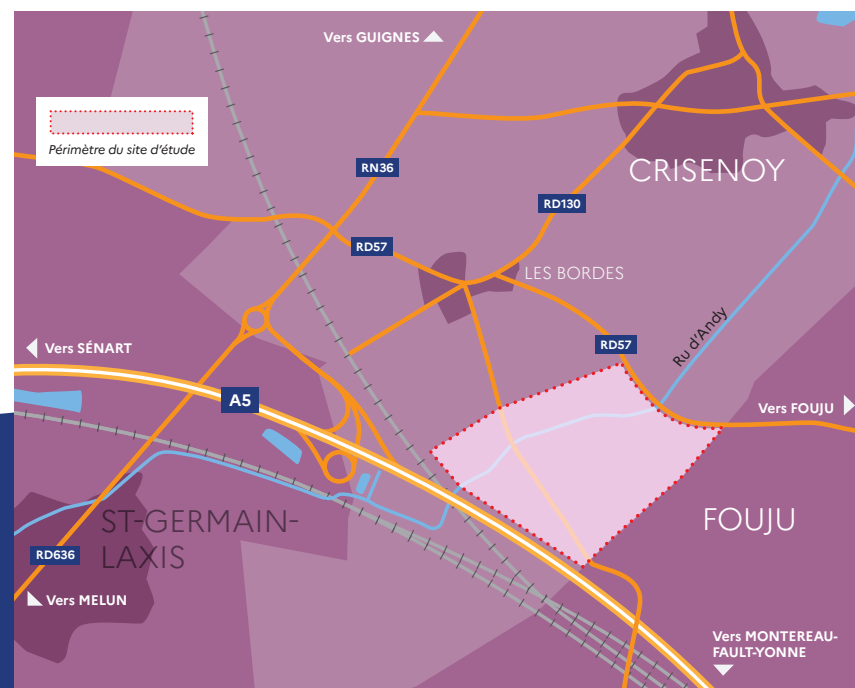 Vers GUIGNES
Périmètre du site d'étude
CRISENOY
RN36
RD130
RD57
LES BORDES
Ru d'Andy
RD57
Vers SÉNART
A5
Vers FOUJU
ST-GERMAIN-
LAXIS
FOUJU
RD636
Vers MELUN
Vers MONTEREAU-
FAULT-YONNE